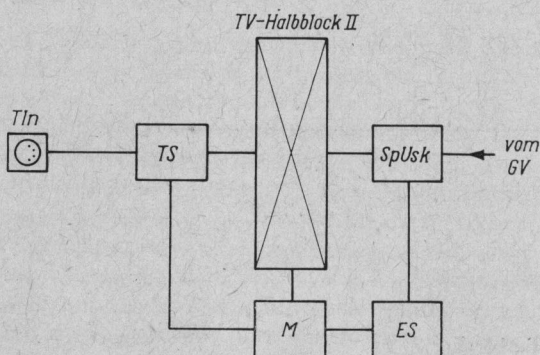 TV-Halbblock II
Tln
TS
SpUsk
vom
GV
M
ES